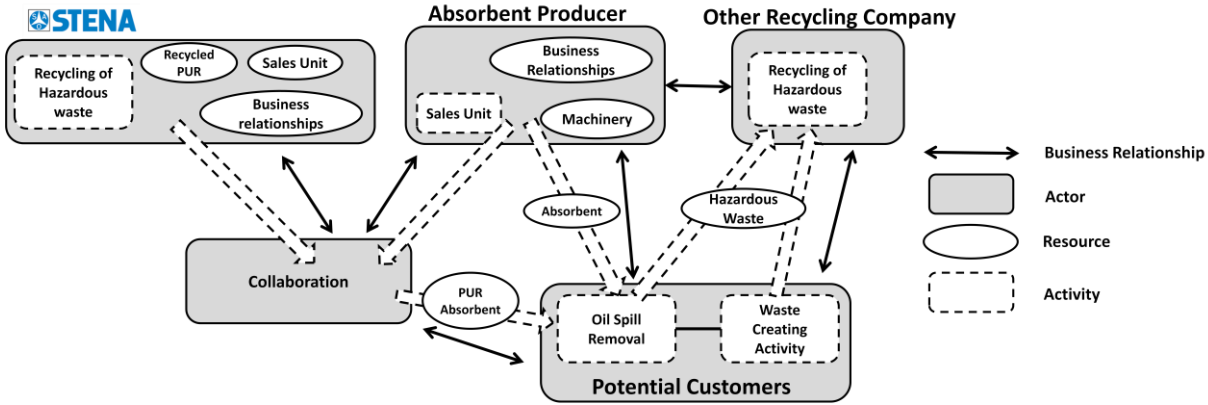 STENA
Absorbent Producer
Other Recycling Company
Recycling of
Hazardous
waste
Recycled
PUR
Sales Unit
Business
relationships
Business
Relationships
Sales Unit
Machinery
Recycling of
Hazardous
waste
Absorbent
Hazardous
Waste
Collaboration
PUR
Absorbent
Oil Spill
Removal
Waste
Creating
Activity
Potential Customers
Business Relationship
Actor
Resource
Activity